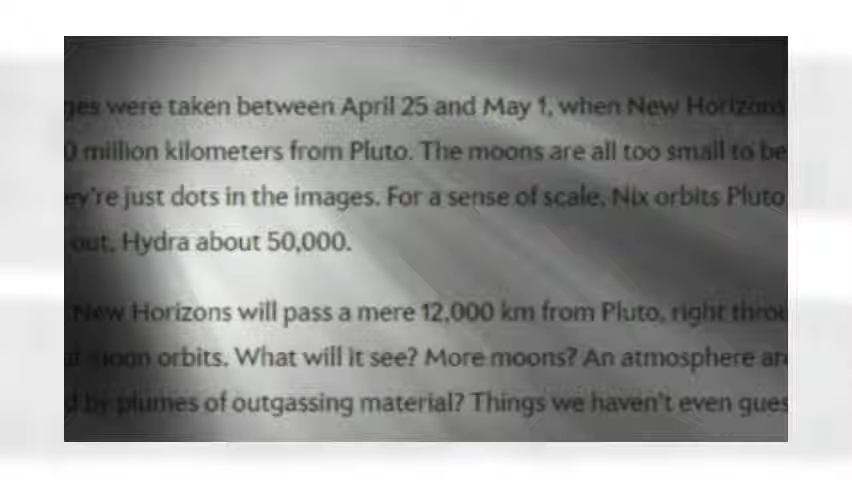 ges were taken between April 25 and May 1, when New Horizons
0 million kilometers from Pluto. The moons are all too small to be
ey're just dots in the images. For a sense of scale, Nix orbits Pluto
out, Hydra about 50,000.
New Horizons will pass a mere 12,000 km from Pluto, right throu
moon orbits. What will it see? More moons? An atmosphere an
d by plumes of outgassing material? Things we haven't even gues